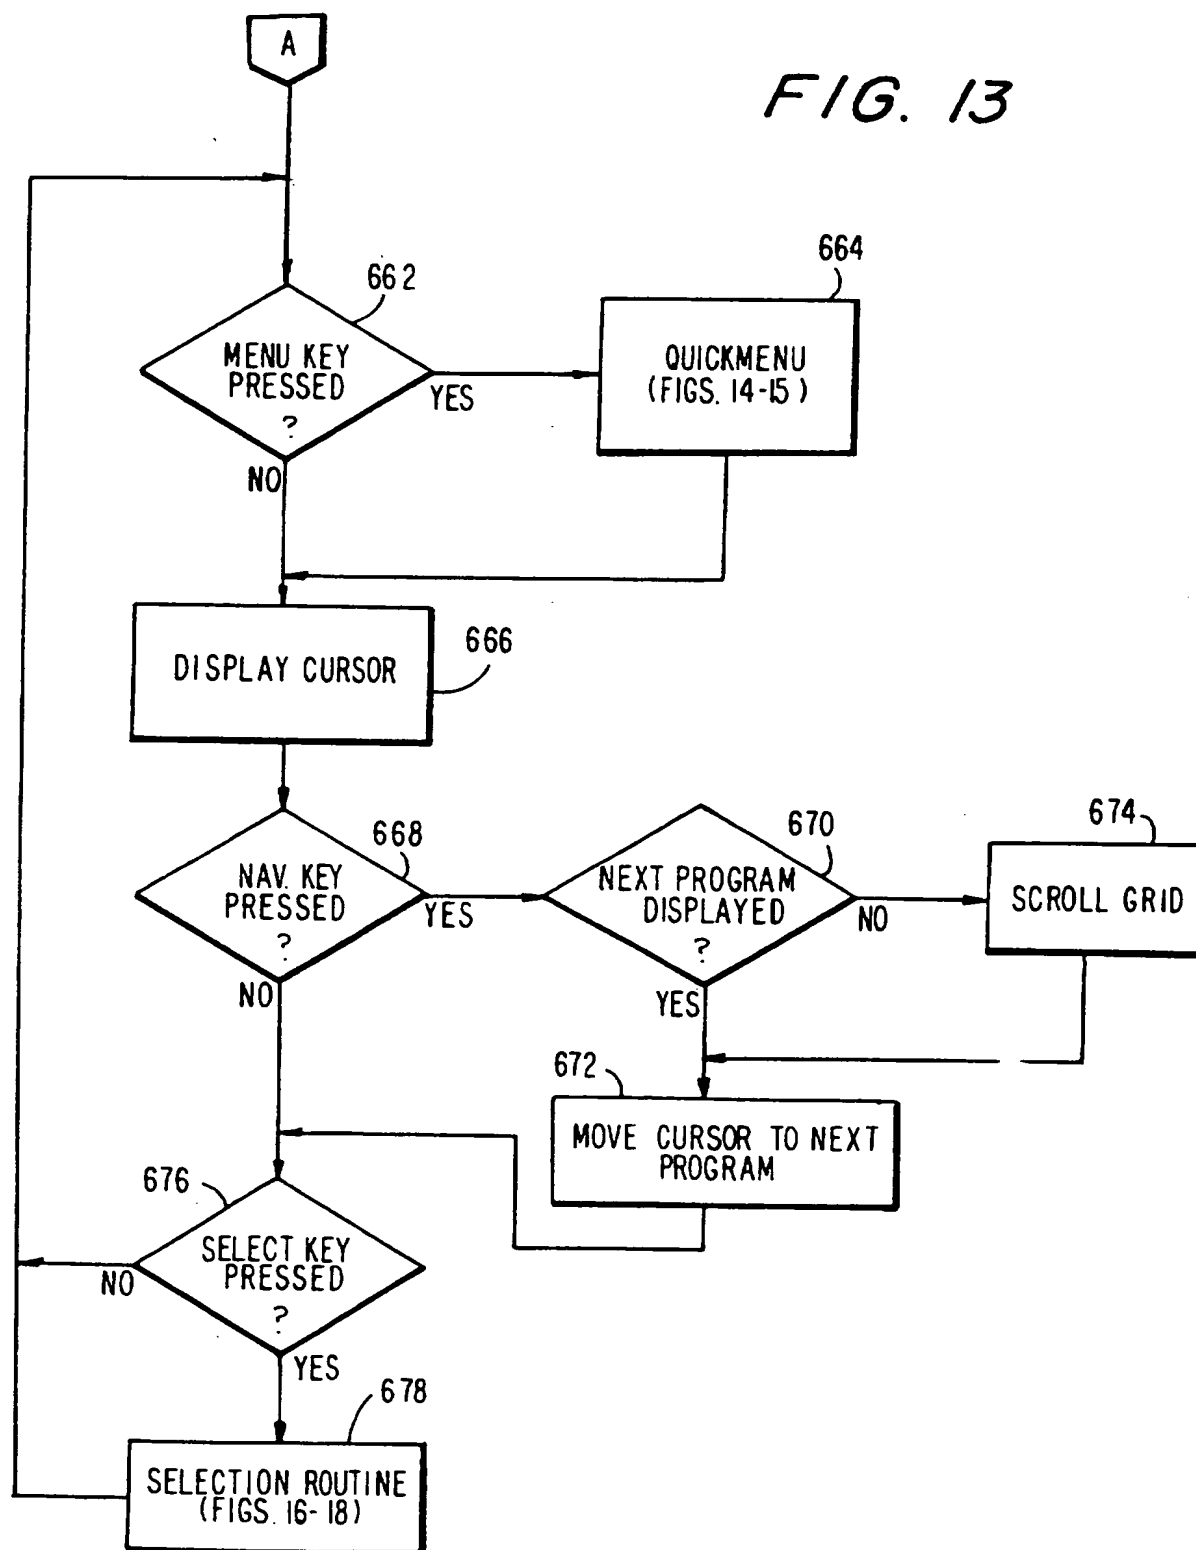 A
FIG. 13
662
MENU KEY
PRESSED
?
YES
NO
664
QUICKMENU
(FIGS. 14-15)
DISPLAY CURSOR
666
668
NAV. KEY
PRESSED
?
YES
NO
670
NEXT PROGRAM
DISPLAYED
?
NO
YES
674
SCROLL GRID
672
MOVE CURSOR TO NEXT
PROGRAM
676
SELECT KEY
PRESSED
?
NO
YES
678
SELECTION ROUTINE
(FIGS. 16-18)